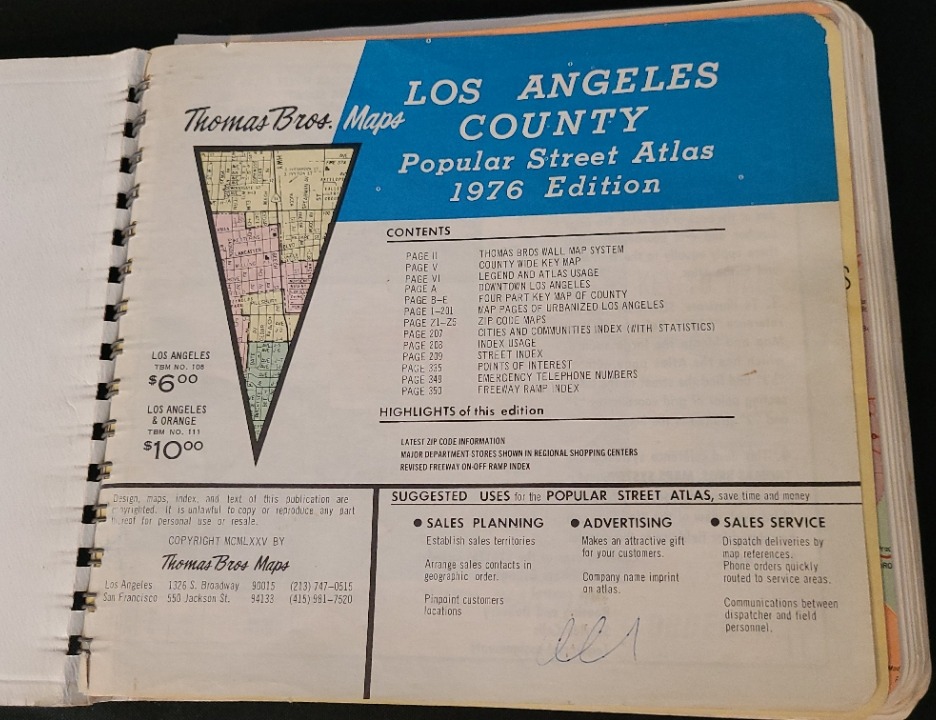 Thomas Bros. Maps
LOS ANGELES
COUNTY
Popular Street Atlas
1976 Edition
CONTENTS
PAGE II THOMAS BROS WALL MAP SYSTEM
PAGE V COUNTY WIDE KEY MAP
PAGE VI LEGEND AND ATLAS USAGE
PAGE A DOWNTOWN LOS ANGELES
PAGE B-E FOUR PART KEY MAP OF COUNTY
PAGE 1-201 MAP PAGES OF URBANIZED LOS ANGELES
PAGE Z1-Z6 ZIP CODE MAPS
PAGE 207 CITIES AND COMMUNITIES INDEX (WITH STATISTICS)
PAGE 208 INDEX USAGE
PAGE 209 STREET INDEX
PAGE 335 POINTS OF INTEREST
PAGE 349 EMERGENCY TELEPHONE NUMBERS
PAGE 350 FREEWAY RAMP INDEX
HIGHLIGHTS of this edition
LATEST ZIP CODE INFORMATION
MAJOR DEPARTMENT STORES SHOWN IN REGIONAL SHOPPING CENTERS
REVISED FREEWAY ON-OFF RAMP INDEX
LOS ANGELES
TBM NO. 108
$6.00
LOS ANGELES
& ORANGE
TBM NO. 111
$10.00
Design, maps, index, and text of this publication are
copyrighted. It is unlawful to copy or reproduce any part
thereof for personal use or resale.
COPYRIGHT MCMLXXV BY
Thomas Bros Maps
Los Angeles 1326 S. Broadway 90015 (213) 747-0515
San Francisco 550 Jackson St. 94133 (415) 981-7520
SUGGESTED USES for the POPULAR STREET ATLAS, save time and money
● SALES PLANNING
Establish sales territories
Arrange sales contacts in
geographic order.
Pinpoint customers
locations
● ADVERTISING
Makes an attractive gift
for your customers.
Company name imprint
on atlas.
● SALES SERVICE
Dispatch deliveries by
map references.
Phone orders quickly
routed to service areas.
Communications between
dispatcher and field
personnel.